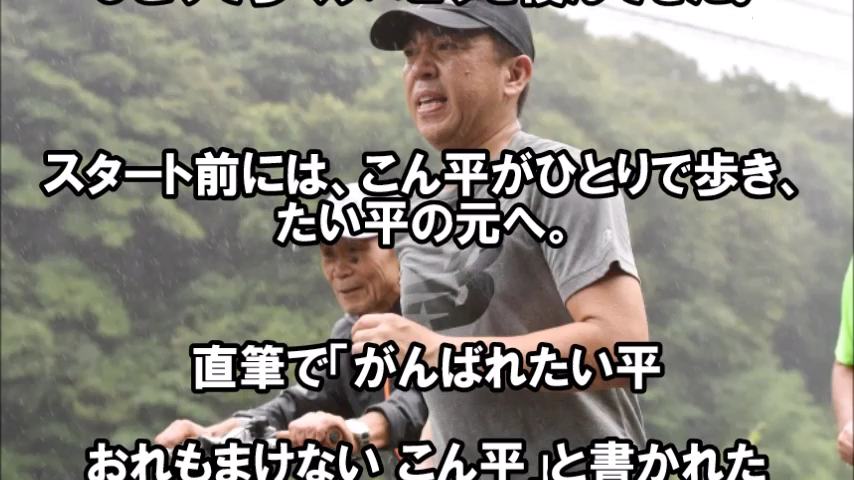 スタート前には、こん平がひとりで歩き、
たい平の元へ。
直筆で「がんばれたい平
おれもまけない こん平」と書かれた